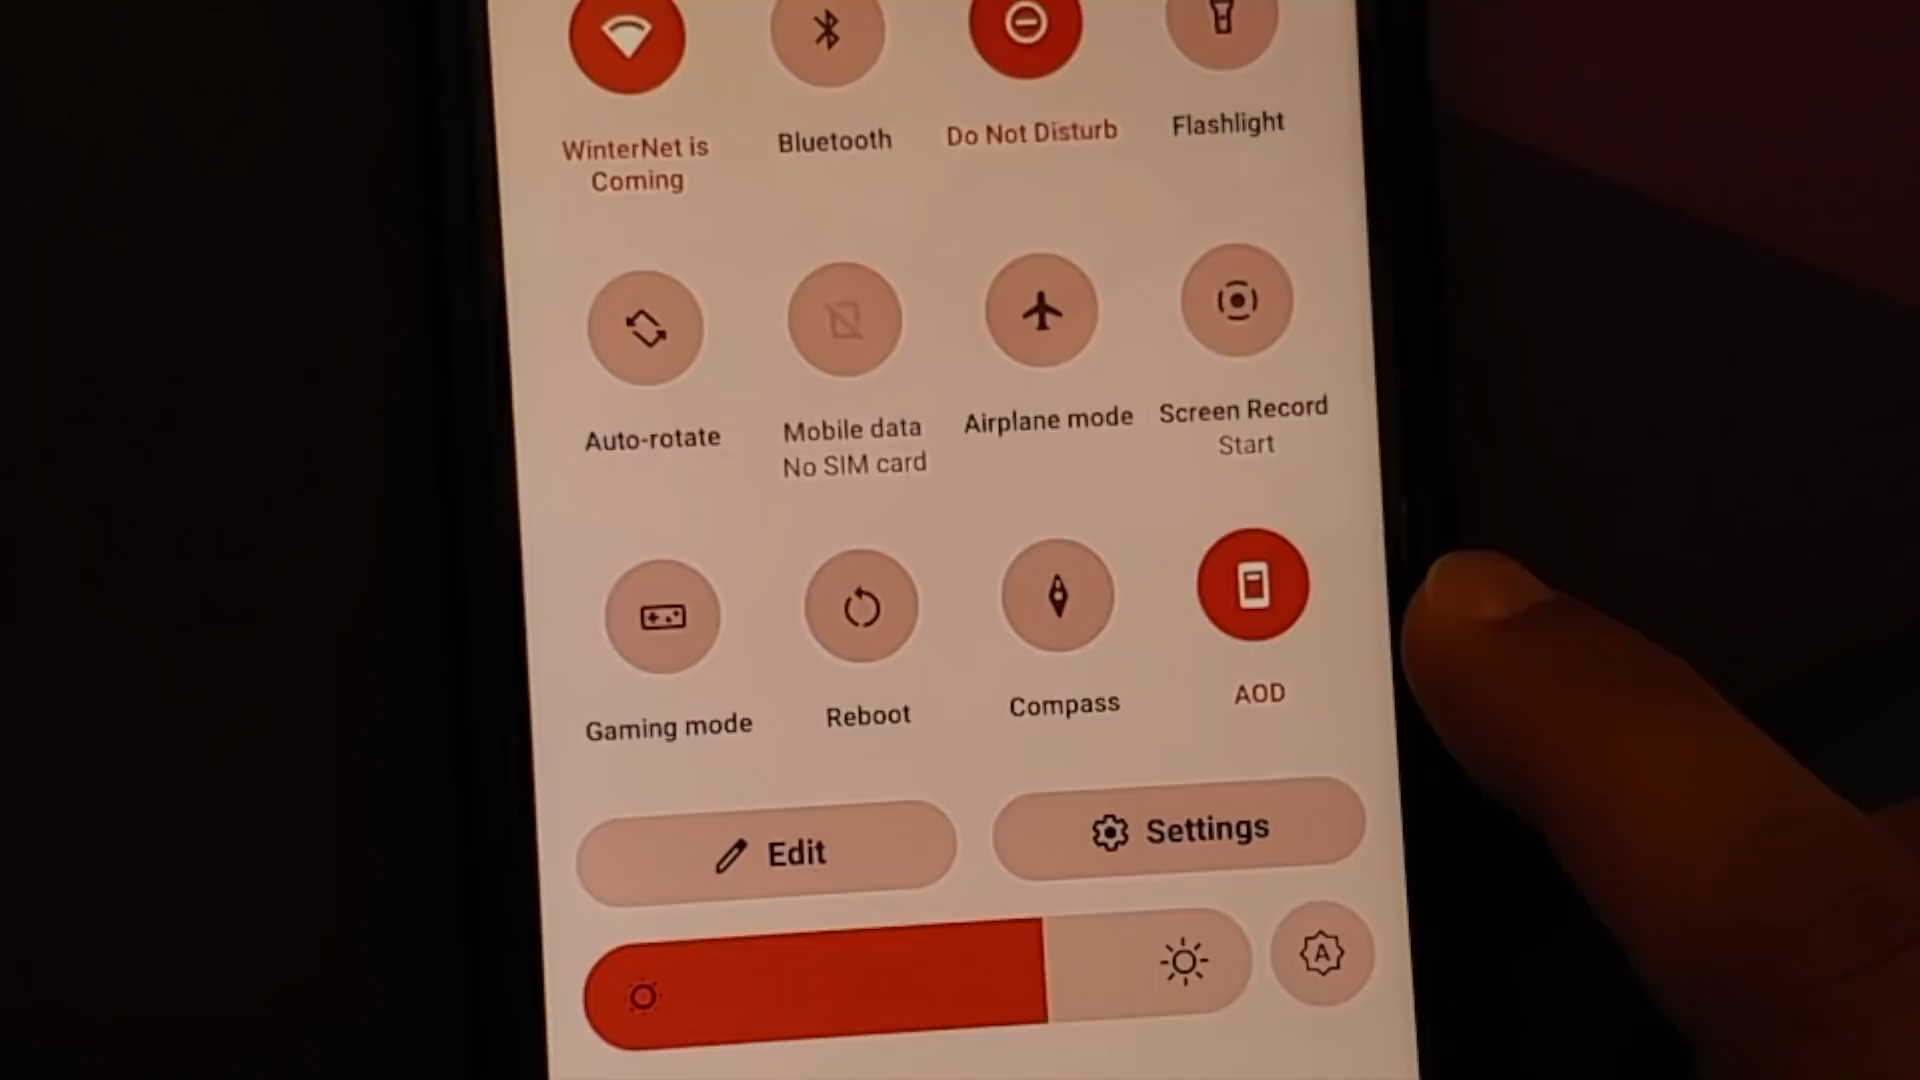 WinterNet is
Coming
Bluetooth
Do Not Disturb
Flashlight
Auto-rotate
Mobile data
No SIM card
Airplane mode
Screen Record
Start
Gaming mode
Reboot
Compass
AOD
Edit
Settings
A